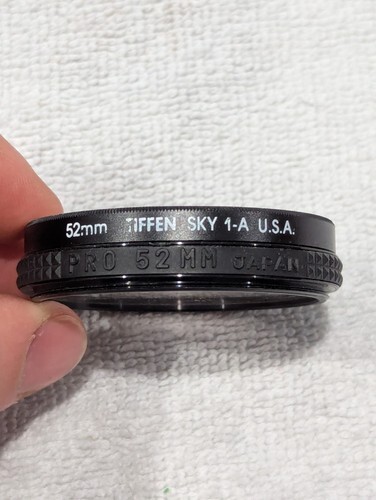 52mm TIFFEN SKY 1-A U.S.A.
PRO 52MM JAPAN